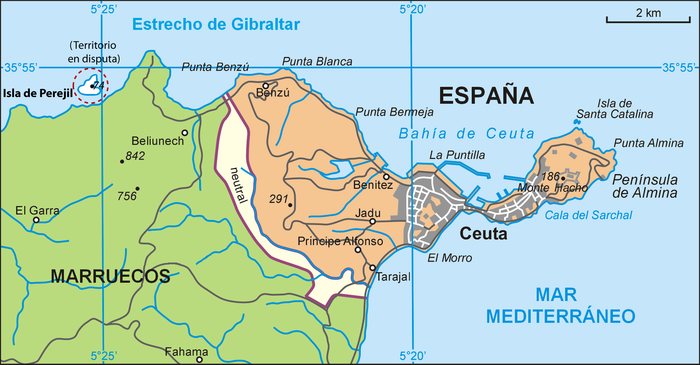 5°25'
5°20'
2 km
Estrecho de Gibraltar
(Territorio
en disputa)
35°55'
35°55'
Punta Benzú
Punta Blanca
24
Isla de Perejil
Benzú
ESPAÑA
Isla de
Santa Catalina
Punta Bermeja
Beliunech
Bahía de Ceuta
Punta Almina
842
La Puntilla
neutral
Benítez
186
Monte Hacho
Península
de Almina
756
291
El Garra
Jadú
Cala del Sarchal
Ceuta
Príncipe Alfonso
El Morro
MARRUECOS
Tarajal
MAR
MEDITERRÁNEO
Fahama
5°25'
5°20'